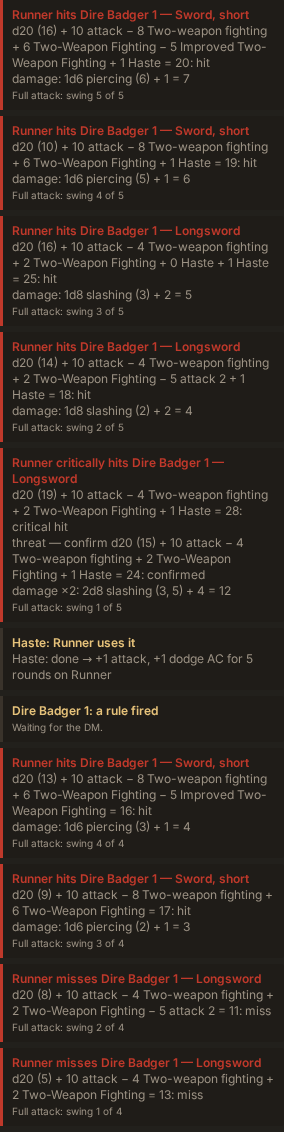 Runner hits Dire Badger 1 — Sword, short
d20 (16) + 10 attack − 8 Two-weapon fighting
+ 6 Two-Weapon Fighting − 5 Improved Two-
Weapon Fighting + 1 Haste = 20: hit
damage: 1d6 piercing (6) + 1 = 7
Full attack: swing 5 of 5
Runner hits Dire Badger 1 — Sword, short
d20 (10) + 10 attack − 8 Two-weapon fighting
+ 6 Two-Weapon Fighting + 1 Haste = 19: hit
damage: 1d6 piercing (5) + 1 = 6
Full attack: swing 4 of 5
Runner hits Dire Badger 1 — Longsword
d20 (16) + 10 attack − 4 Two-weapon fighting
+ 2 Two-Weapon Fighting + 0 Haste + 1 Haste
= 25: hit
damage: 1d8 slashing (3) + 2 = 5
Full attack: swing 3 of 5
Runner hits Dire Badger 1 — Longsword
d20 (14) + 10 attack − 4 Two-weapon fighting
+ 2 Two-Weapon Fighting − 5 attack 2 + 1
Haste = 18: hit
damage: 1d8 slashing (2) + 2 = 4
Full attack: swing 2 of 5
Runner critically hits Dire Badger 1 —
Longsword
d20 (19) + 10 attack − 4 Two-weapon fighting
+ 2 Two-Weapon Fighting + 1 Haste = 28:
critical hit
threat — confirm d20 (15) + 10 attack − 4
Two-weapon fighting + 2 Two-Weapon
Fighting + 1 Haste = 24: confirmed
damage ×2: 2d8 slashing (3, 5) + 4 = 12
Full attack: swing 1 of 5
Haste: Runner uses it
Haste: done → +1 attack, +1 dodge AC for 5
rounds on Runner
Dire Badger 1: a rule fired
Waiting for the DM.
Runner hits Dire Badger 1 — Sword, short
d20 (13) + 10 attack − 8 Two-weapon fighting
+ 6 Two-Weapon Fighting − 5 Improved Two-
Weapon Fighting = 16: hit
damage: 1d6 piercing (3) + 1 = 4
Full attack: swing 4 of 4
Runner hits Dire Badger 1 — Sword, short
d20 (9) + 10 attack − 8 Two-weapon fighting +
6 Two-Weapon Fighting = 17: hit
damage: 1d6 piercing (2) + 1 = 3
Full attack: swing 3 of 4
Runner misses Dire Badger 1 — Longsword
d20 (8) + 10 attack − 4 Two-weapon fighting +
2 Two-Weapon Fighting − 5 attack 2 = 11: miss
Full attack: swing 2 of 4
Runner misses Dire Badger 1 — Longsword
d20 (5) + 10 attack − 4 Two-weapon fighting +
2 Two-Weapon Fighting = 13: miss
Full attack: swing 1 of 4